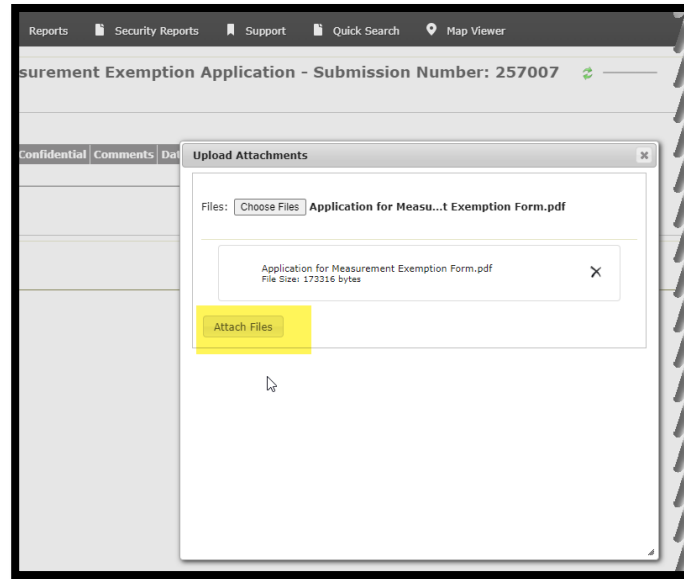 Reports Security Reports Support Quick Search Map Viewer
surement Exemption Application - Submission Number: 257007
Confidential Comments Dat
Upload Attachments
Files: Choose Files Application for Measu...t Exemption Form.pdf
Application for Measurement Exemption Form.pdf
File Size: 173316 bytes
Attach Files